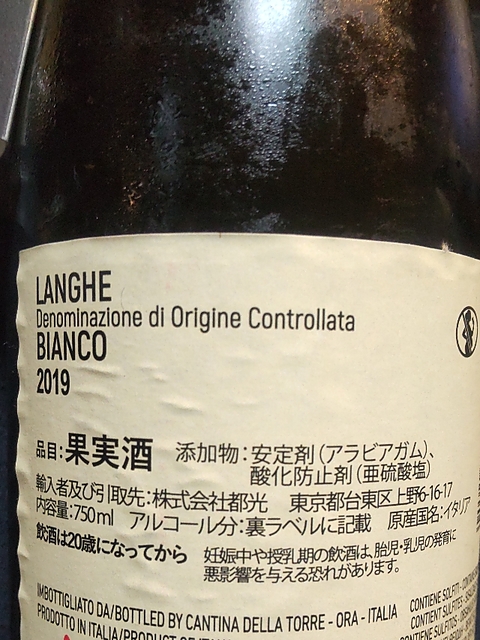 LANGHE
Denominazione di Origine Controllata
BIANCO
2019
品目:果実酒 添加物:安定剤(アラビアガム)、
酸化防止剤(亜硫酸塩)
輸入者及び引取先:株式会社都光 東京都台東区上野6-16-17
内容量:750ml アルコール分:裏ラベルに記載 原産国名:イタリア
飲酒は20歳になってから 妊娠中や授乳期の飲酒は、胎児・乳児の発育に
悪影響を与える恐れがあります。
IMBOTTIGLIATO DA/BOTTLED BY CANTINA DELLA TORRE - ORA - ITALIA
PRODOTTO IN ITALIA/PRODUCT OF
CONTIENE SOLFITI
CONTIENT SULFITES
CONTIENE SULFITOS